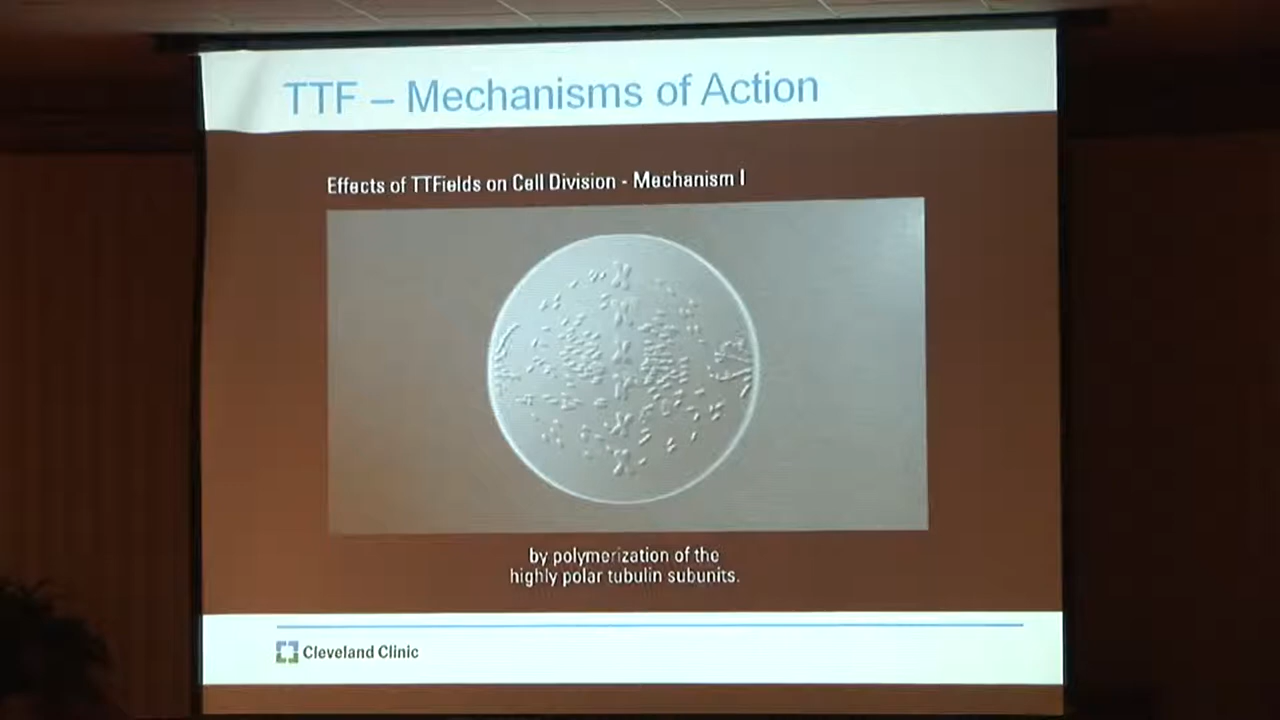 TTF – Mechanisms of Action
Effects of TTFields on Cell Division - Mechanism I
by polymerization of the
highly polar tubulin subunits.
Cleveland Clinic